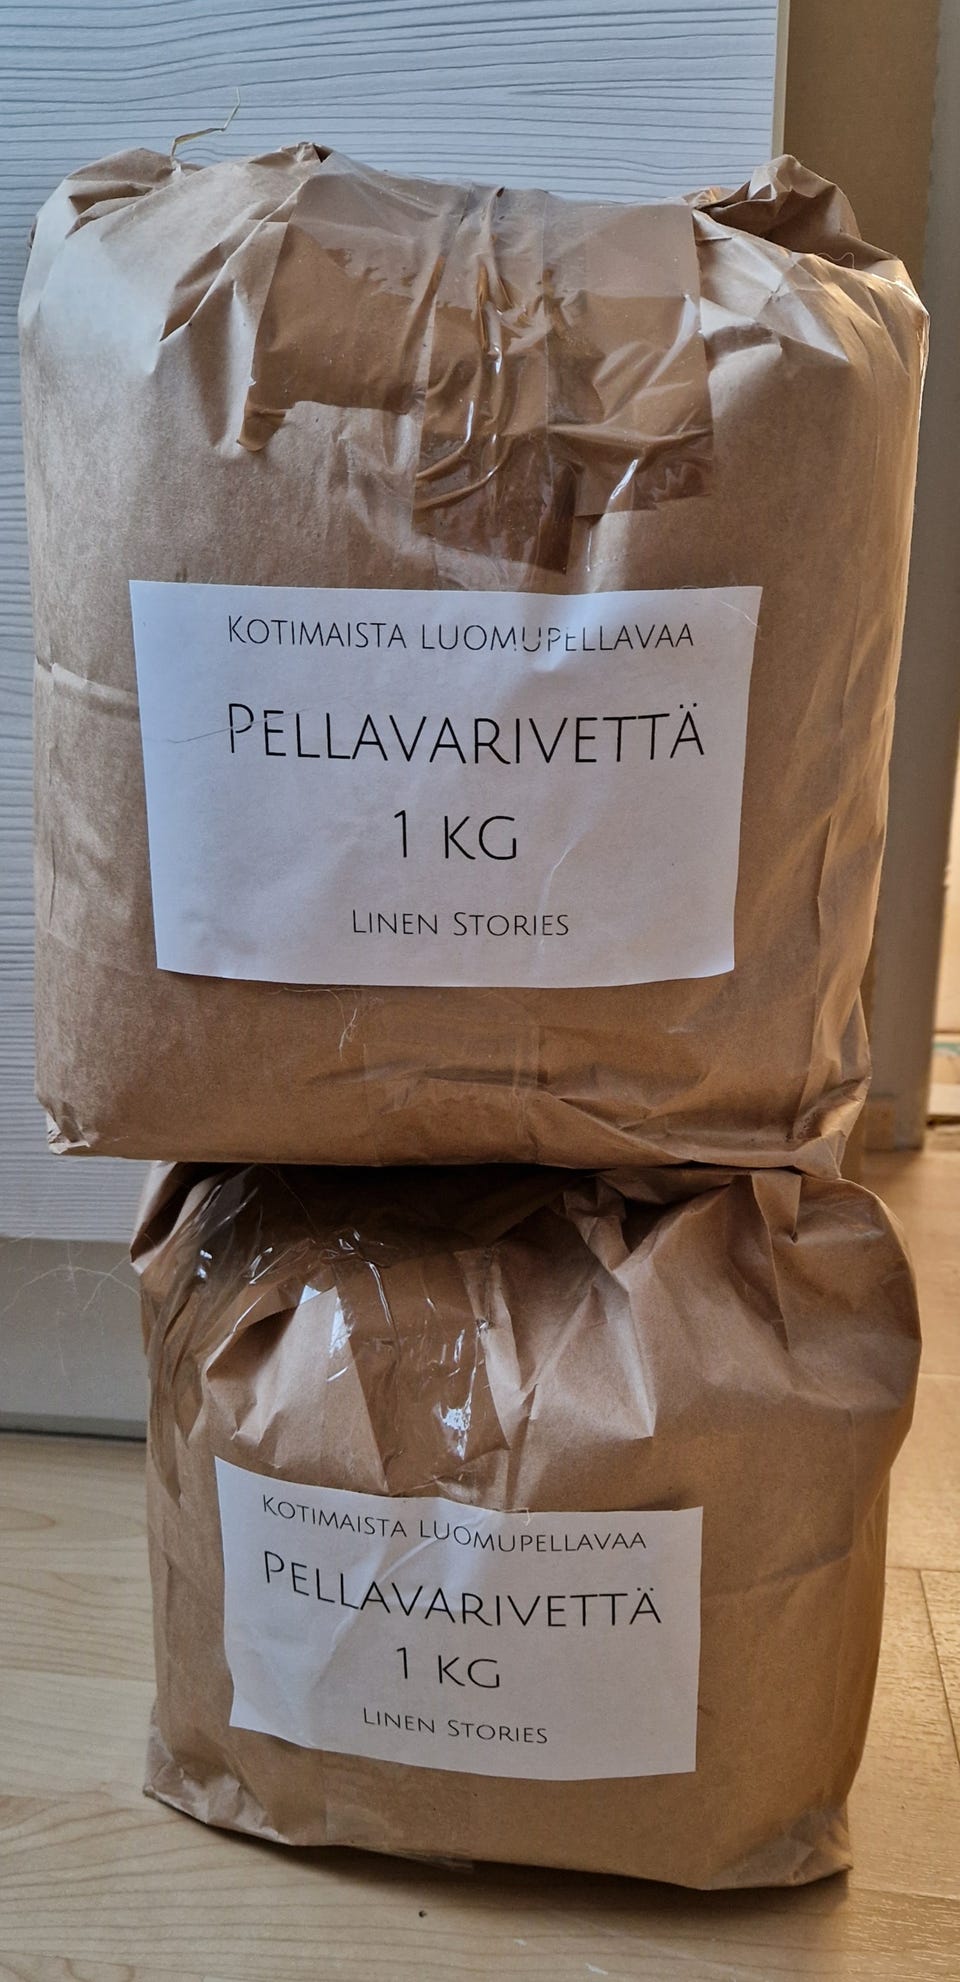 KOTIMAISTA LUOMUPELLAVAA
PELLAVARIVETTÄ
1 KG
LINEN STORIES
KOTIMAISTA LUOMUPELLAVAA
PELLAVARIVETTÄ
1 KG
LINEN STORIES